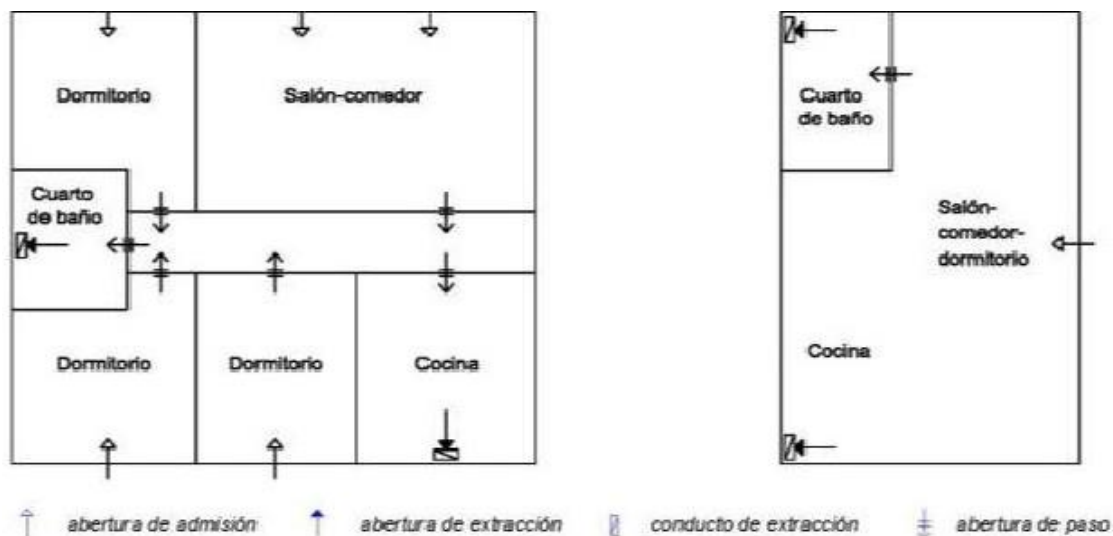 Dormitorio
Salón-comedor
Cuarto
de baño
Dormitorio
Dormitorio
Cocina
Cuarto
de baño
Salón-
comedor-
dormitorio
Cocina
abertura de admisión
abertura de extracción
conducto de extracción
abertura de paso